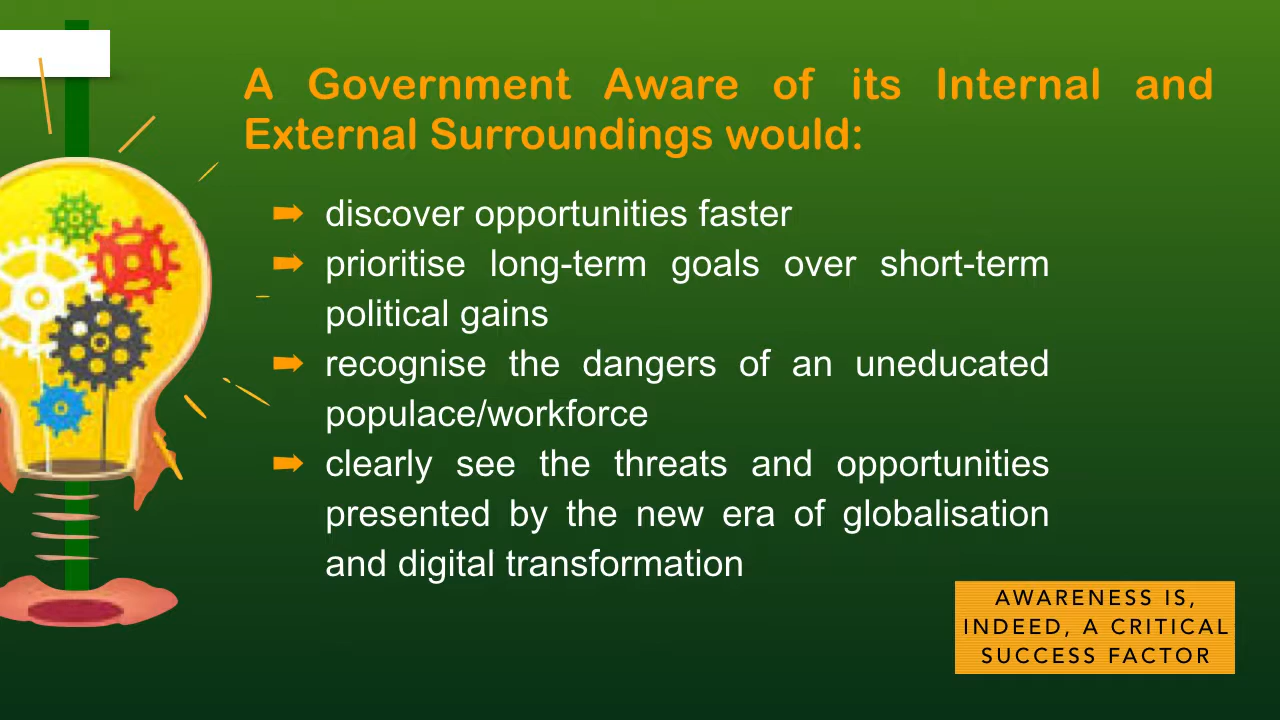 A Government Aware of its Internal and
External Surroundings would:
➡ discover opportunities faster
➡ prioritise long-term goals over short-term
political gains
➡ recognise the dangers of an uneducated
populace/workforce
➡ clearly see the threats and opportunities
presented by the new era of globalisation
and digital transformation
AWARENESS IS,
INDEED, A CRITICAL
SUCCESS FACTOR